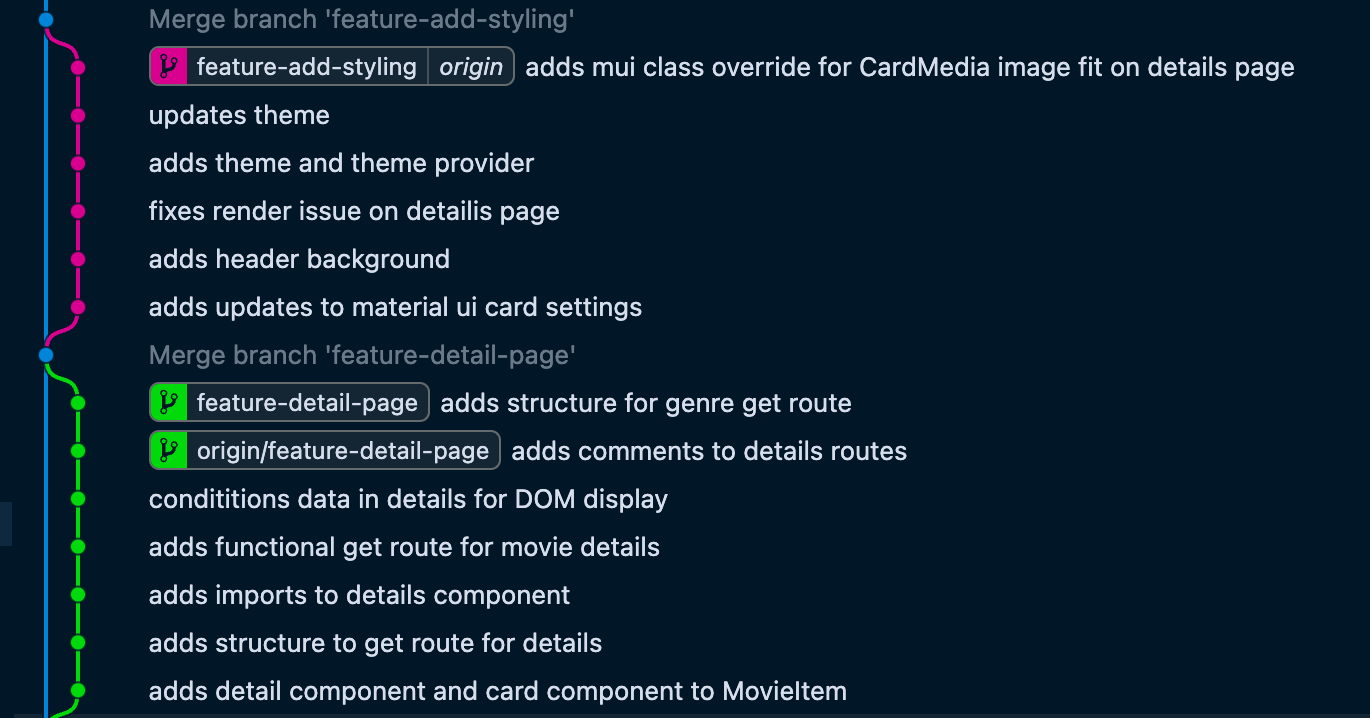 Merge branch 'feature-add-styling'
feature-add-styling origin adds mui class override for CardMedia image fit on details page
updates theme
adds theme and theme provider
fixes render issue on detailis page
adds header background
adds updates to material ui card settings
Merge branch 'feature-detail-page'
feature-detail-page adds structure for genre get route
origin/feature-detail-page adds comments to details routes
condititions data in details for DOM display
adds functional get route for movie details
adds imports to details component
adds structure to get route for details
adds detail component and card component to MovieItem